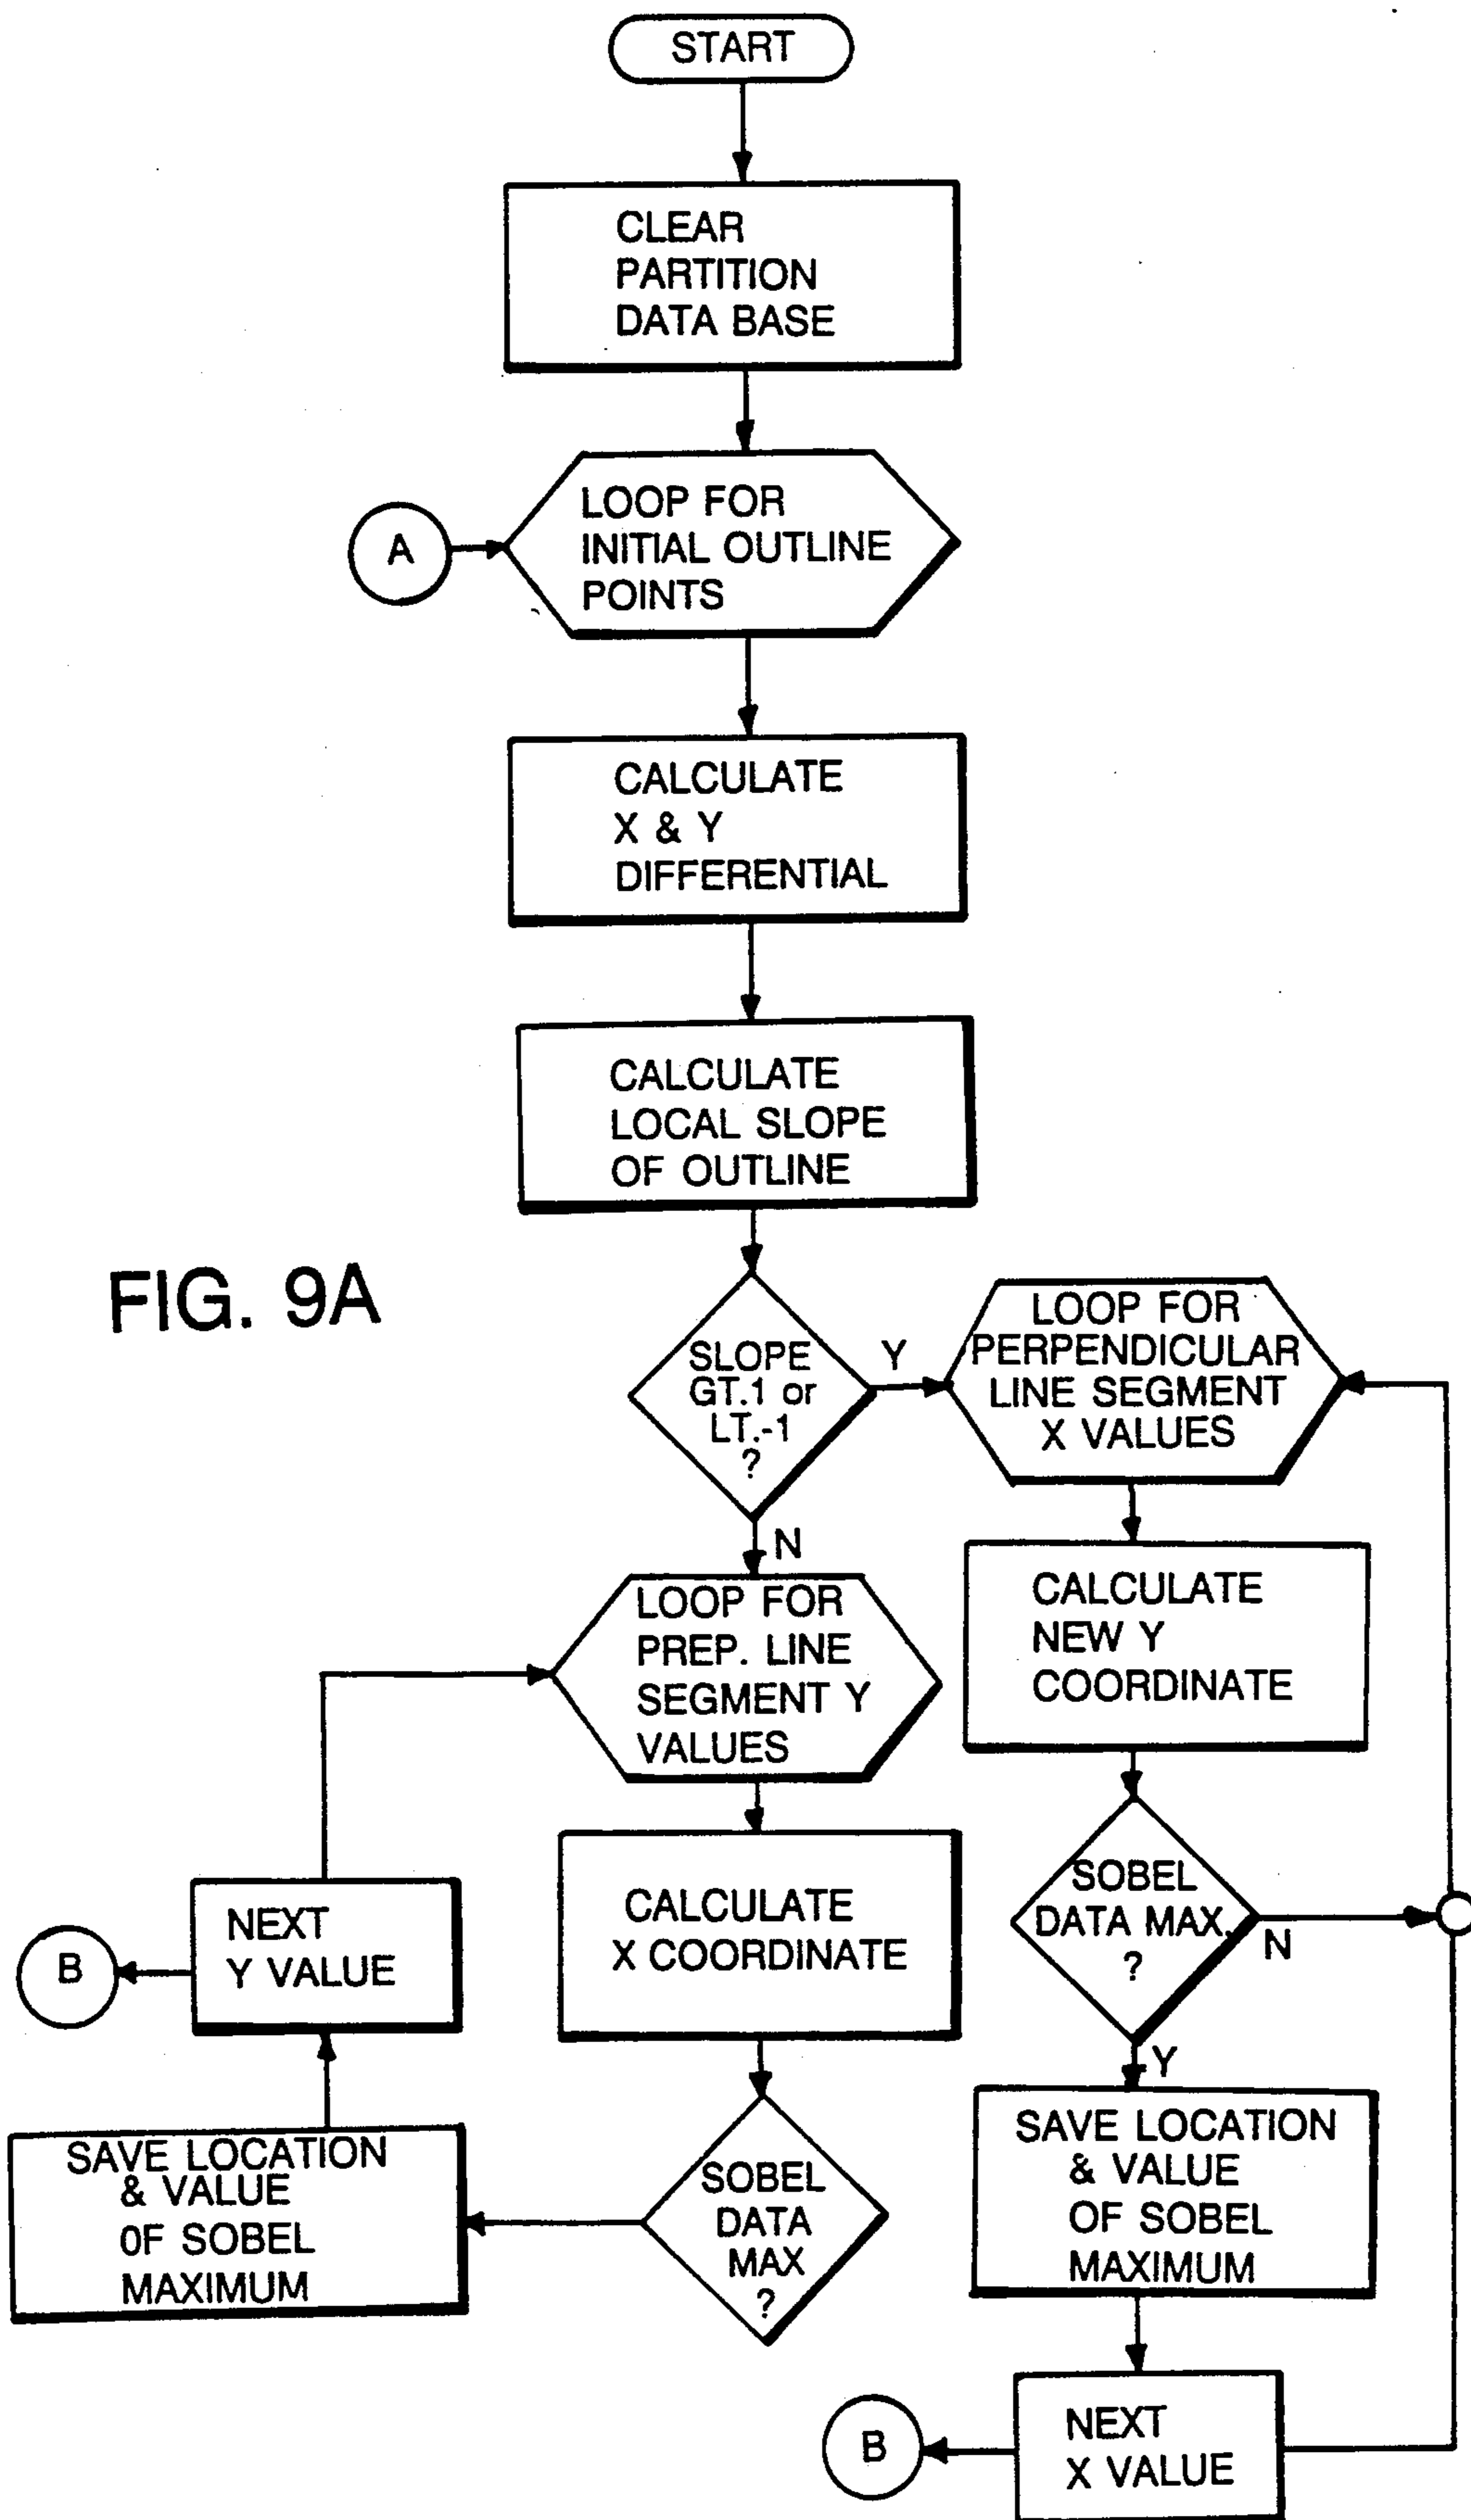 START
CLEAR
PARTITION
DATA BASE
A
LOOP FOR
INITIAL OUTLINE
POINTS
CALCULATE
X & Y
DIFFERENTIAL
CALCULATE
LOCAL SLOPE
OF OUTLINE
FIG. 9A
SLOPE
GT.1 or
LT.-1
?
Y
N
LOOP FOR
PERPENDICULAR
LINE SEGMENT
X VALUES
CALCULATE
NEW Y
COORDINATE
SOBEL
DATA MAX.
?
N
Y
SAVE LOCATION
& VALUE
OF SOBEL
MAXIMUM
NEXT
X VALUE
B
LOOP FOR
PREP. LINE
SEGMENT Y
VALUES
CALCULATE
X COORDINATE
SOBEL
DATA
MAX
?
SAVE LOCATION
& VALUE
OF SOBEL
MAXIMUM
NEXT
Y VALUE
B